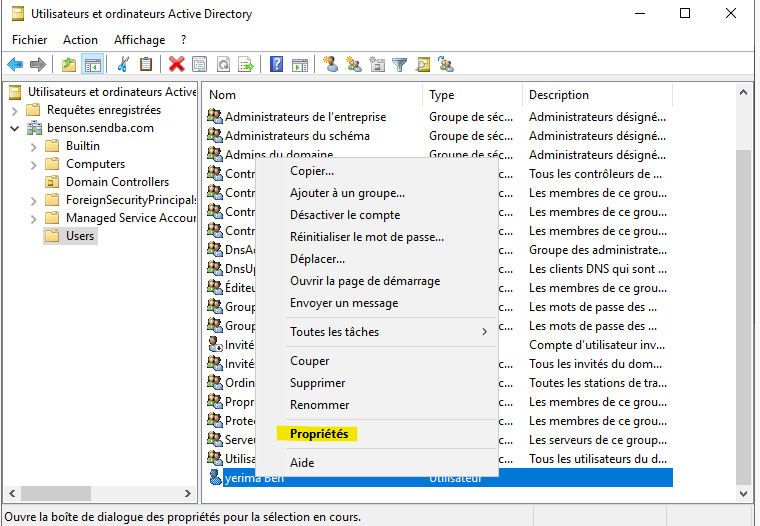 Utilisateurs et ordinateurs Active Directory
Fichier Action Affichage ?
Utilisateurs et ordinateurs Active
Requêtes enregistrées
benson.sendba.com
Builtin
Computers
Domain Controllers
ForeignSecurityPrincipals
Managed Service Accour
Users
Nom Type Description
Administrateurs de l'entreprise Groupe de séc... Administrateurs désigné...
Administrateurs du schéma Groupe de séc... Administrateurs désigné...
Admins du domaine Groupe de séc... Administrateurs désigné...
Contr c... Tous les contrôleurs de ...
Contr c... Les membres de ce grou...
Contr c... Les membres de ce grou...
Contr c... Les membres de ce grou...
DnsAc c... Groupe des administrate...
DnsUp c... Les clients DNS qui sont ...
Éditeu c... Les membres de ce grou...
Group c... Les mots de passe des ...
Group c... Les mots de passe des ...
Invité Compte d'utilisateur inv...
Invités c... Tous les invités du dom...
Ordin c... Toutes les stations de tra...
Propr c... Les membres de ce grou...
Protec c... Les membres de ce grou...
Serveu c... Les serveurs de ce group...
Utilisa c... Tous les utilisateurs du d...
yerima Ben Utilisateur
Copier...
Ajouter à un groupe...
Désactiver le compte
Réinitialiser le mot de passe...
Déplacer...
Ouvrir la page de démarrage
Envoyer un message
Toutes les tâches
Couper
Supprimer
Renommer
Propriétés
Aide
Ouvre la boîte de dialogue des propriétés pour la sélection en cours.